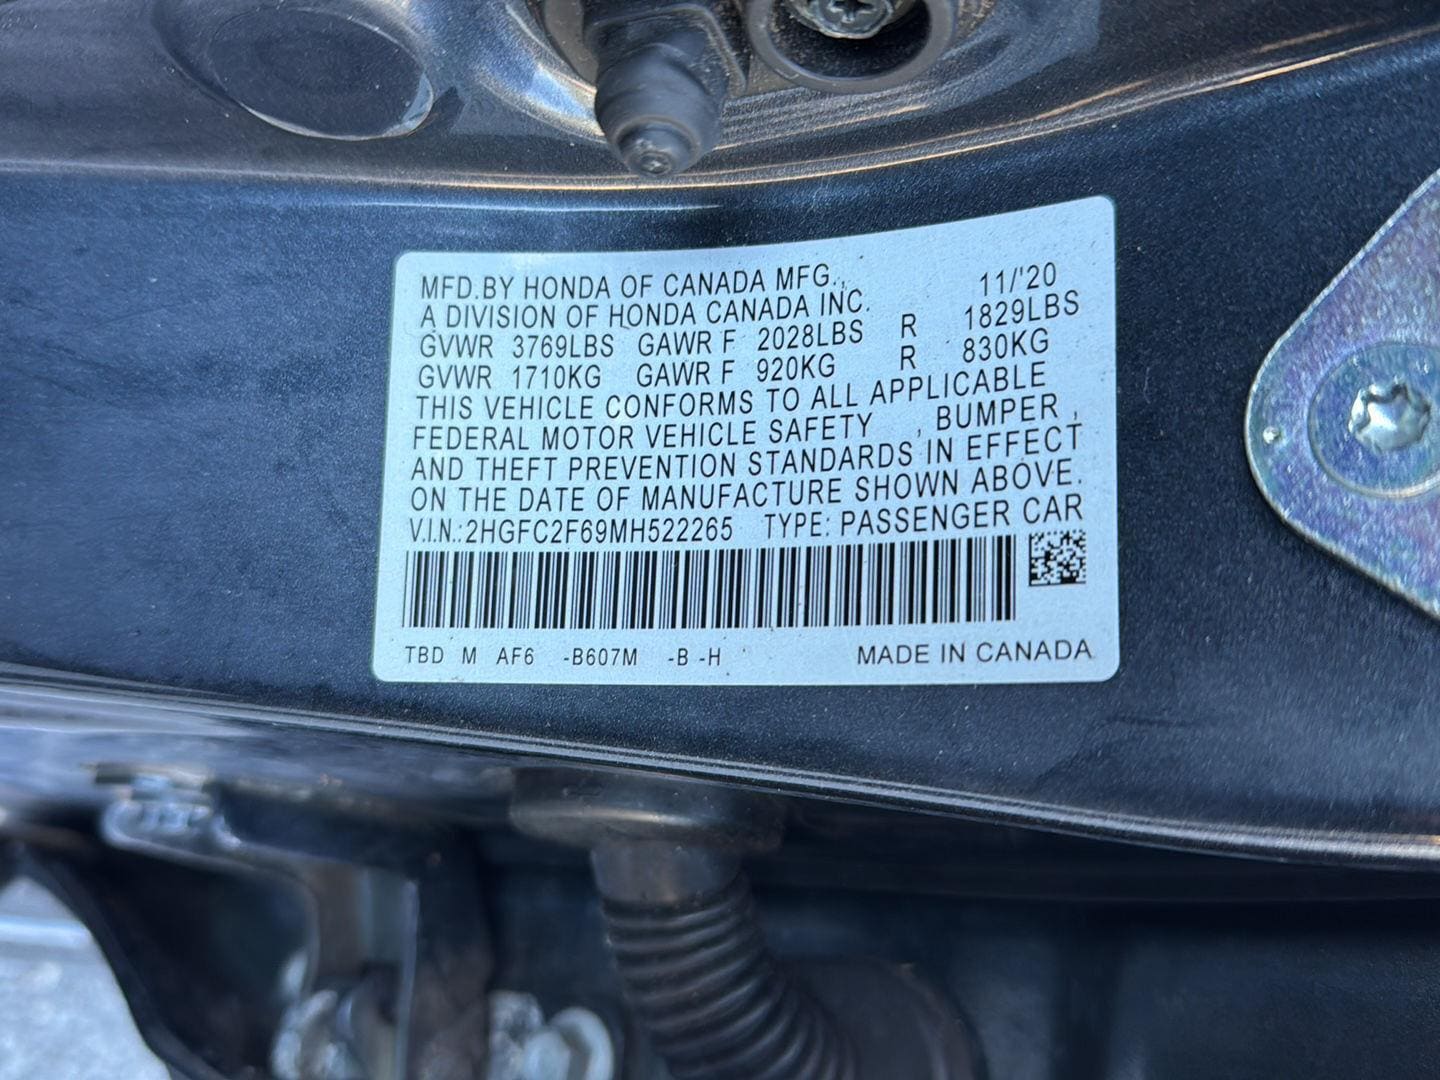 MFD.BY HONDA OF CANADA MFG., 11/'20
A DIVISION OF HONDA CANADA INC.
GVWR 3769LBS GAWR F 2028LBS R 1829LBS
GVWR 1710KG GAWR F 920KG R 830KG
THIS VEHICLE CONFORMS TO ALL APPLICABLE
FEDERAL MOTOR VEHICLE SAFETY , BUMPER ,
AND THEFT PREVENTION STANDARDS IN EFFECT
ON THE DATE OF MANUFACTURE SHOWN ABOVE.
V.I.N.:2HGFC2F69MH522265 TYPE: PASSENGER CAR
TBD M AF6 -B607M -B -H MADE IN CANADA